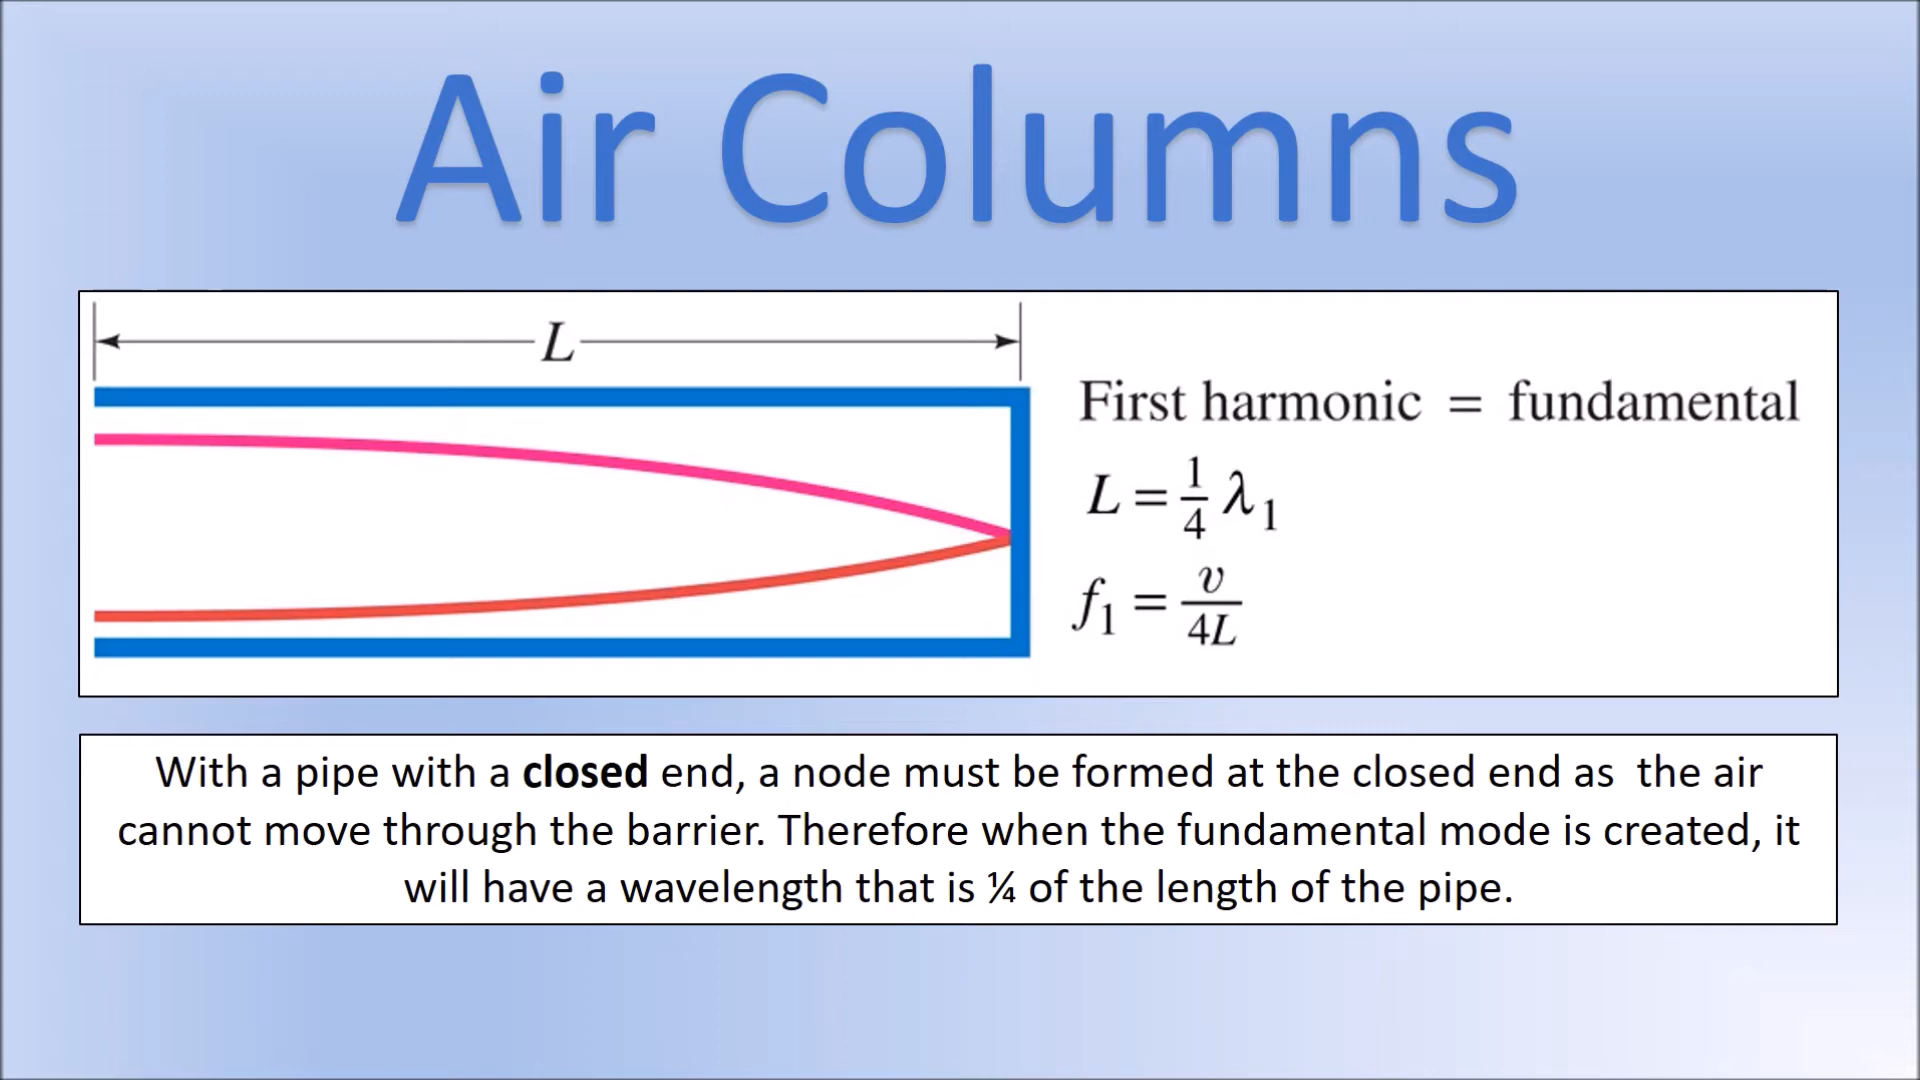 Air Columns
L
First harmonic = fundamental
L = 1/4 λ₁
f₁ = v/4L
With a pipe with a closed end, a node must be formed at the closed end as the air
cannot move through the barrier. Therefore when the fundamental mode is created, it
will have a wavelength that is ¼ of the length of the pipe.